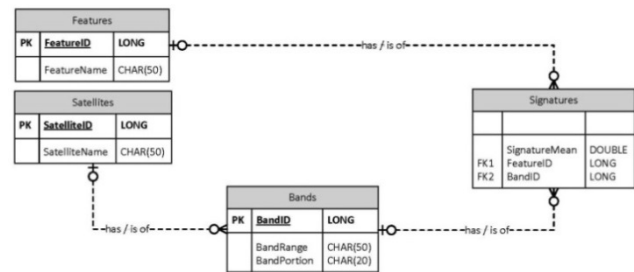 Features
PK FeatureID LONG
FeatureName CHAR(50)
has / is of
Satellites
PK SatelliteID LONG
SatelliteName CHAR(50)
Signatures
SignatureMean DOUBLE
FK1 FeatureID LONG
FK2 BandID LONG
Bands
PK BandID LONG
BandRange CHAR(50)
BandPortion CHAR(20)
has / is of
has / is of